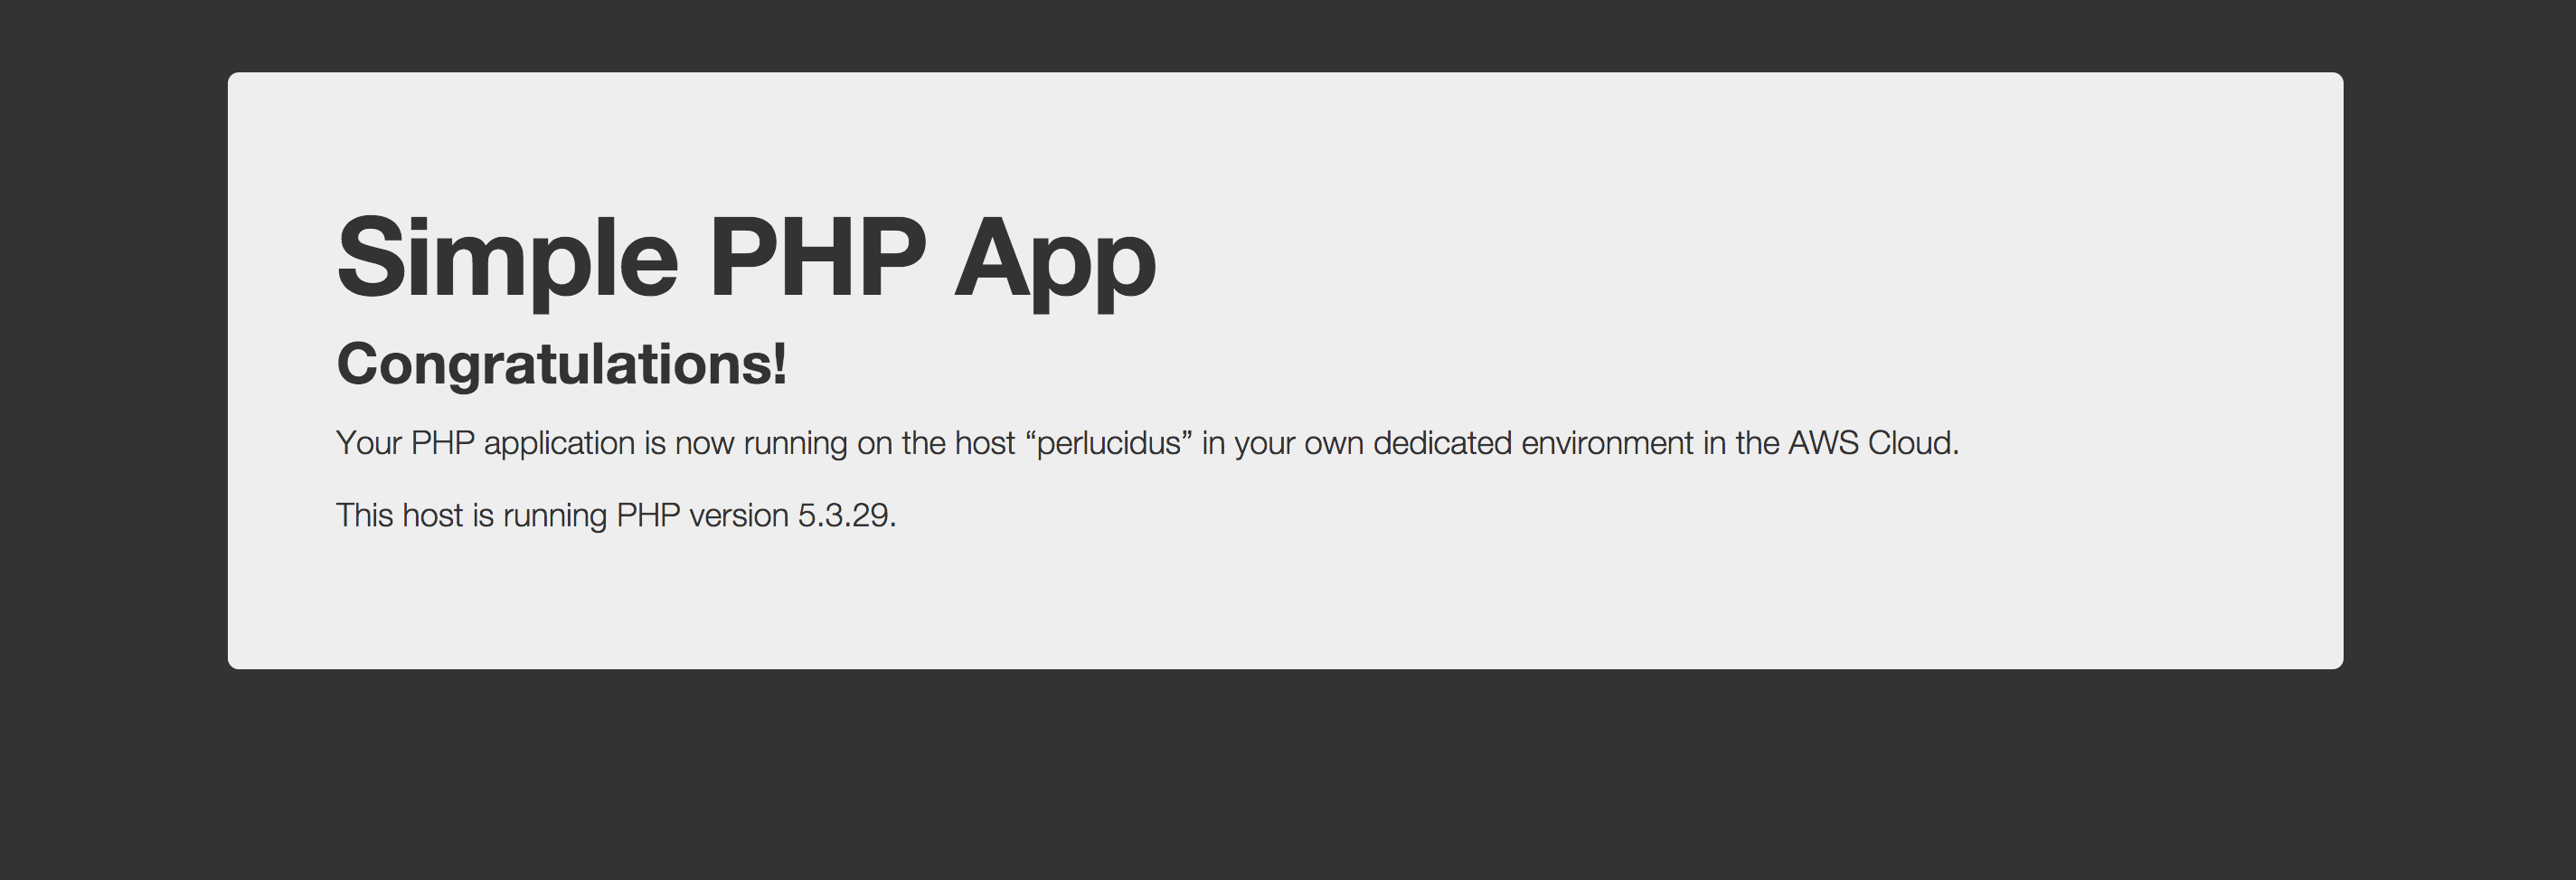 Simple PHP App
Congratulations!
Your PHP application is now running on the host “perlucidus” in your own dedicated environment in the AWS Cloud.
This host is running PHP version 5.3.29.